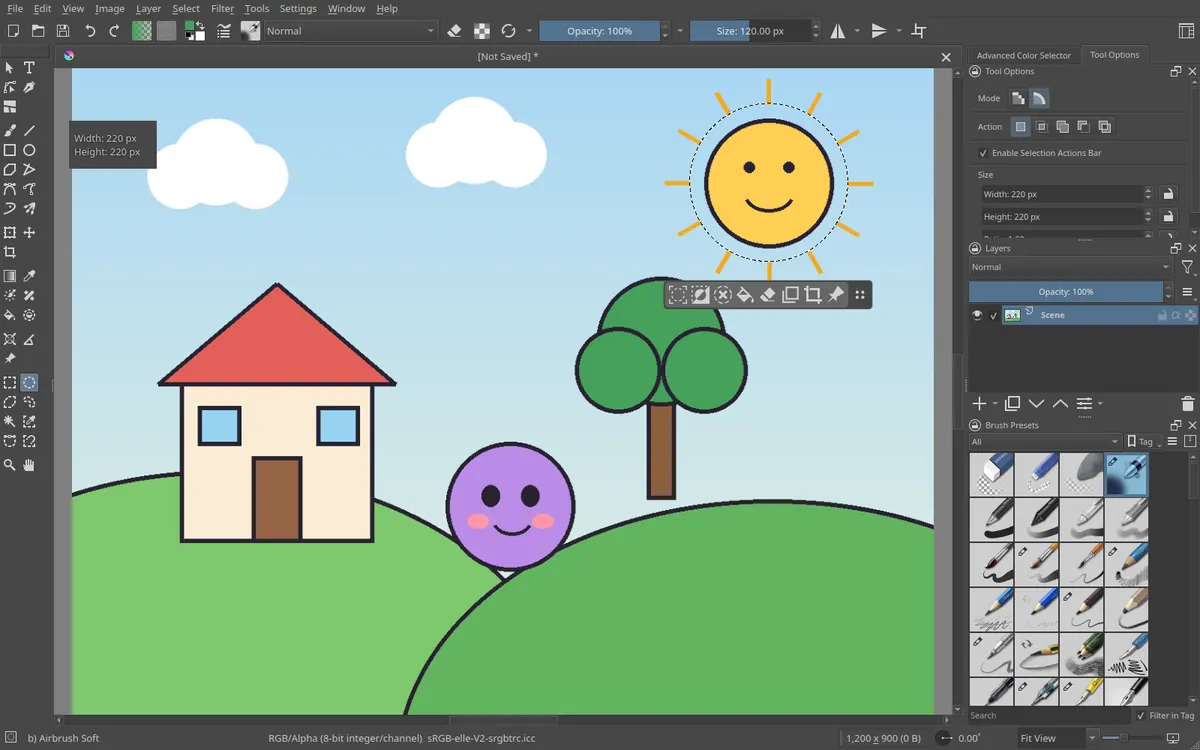 File Edit View Image Layer Select Filter Tools Settings Window Help
Normal
Opacity: 100%
Size: 120.00 px
[Not Saved] *
Advanced Color Selector
Tool Options
Tool Options
Mode
Action
Enable Selection Actions Bar
Size
Width: 220 px
Height: 220 px
Width: 220 px
Height: 220 px
Layers
Normal
Opacity: 100%
Scene
Brush Presets
All
Tag
Search
Filter in Tag
b) Airbrush Soft
RGB/Alpha (8-bit integer/channel) sRGB-elle-V2-srgbtrc.icc
1,200 x 900 (0 B)
0.00°
Fit View